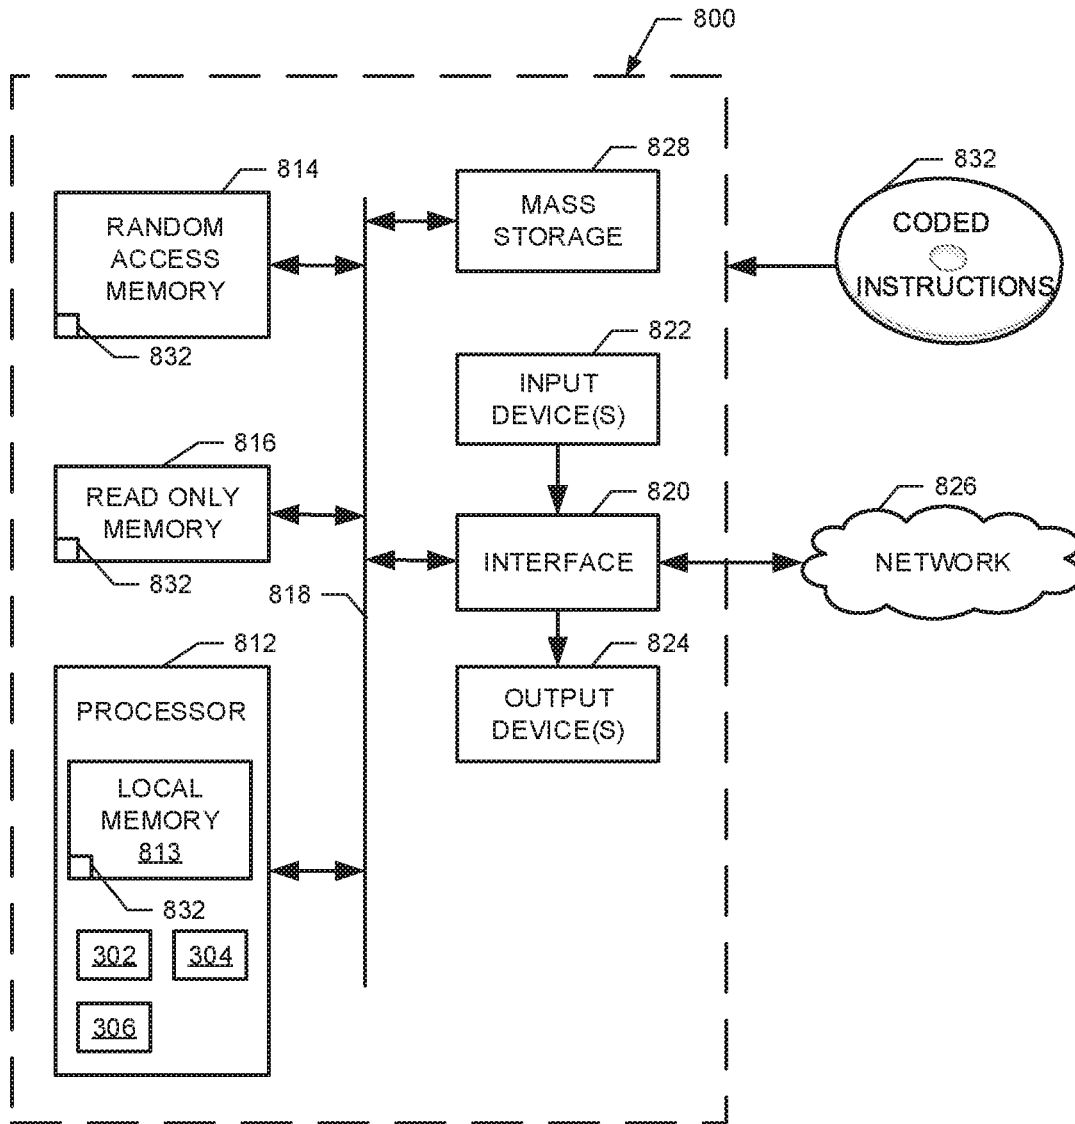 800
814
RANDOM
ACCESS
MEMORY
832
828
MASS
STORAGE
832
CODED
INSTRUCTIONS
822
INPUT
DEVICE(S)
816
READ ONLY
MEMORY
832
820
INTERFACE
826
NETWORK
818
824
OUTPUT
DEVICE(S)
812
PROCESSOR
LOCAL
MEMORY
813
832
302
304
306